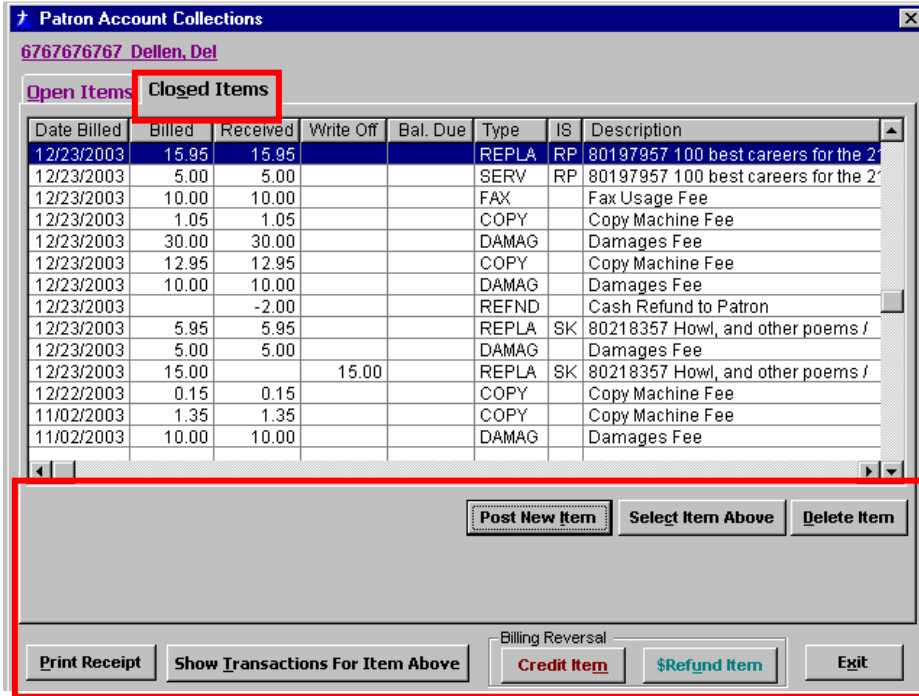 Patron Account Collections
6767676767 Dellen, Del
Open Items Closed Items
Date Billed Billed Received Write Off Bal. Due Type IS Description
12/23/2003 15.95 15.95 REPLA RP 80197957 100 best careers for the 21
12/23/2003 5.00 5.00 SERV RP 80197957 100 best careers for the 21
12/23/2003 10.00 10.00 FAX Fax Usage Fee
12/23/2003 1.05 1.05 COPY Copy Machine Fee
12/23/2003 30.00 30.00 DAMAG Damages Fee
12/23/2003 12.95 12.95 COPY Copy Machine Fee
12/23/2003 10.00 10.00 DAMAG Damages Fee
12/23/2003 -2.00 REFND Cash Refund to Patron
12/23/2003 5.95 5.95 REPLA SK 80218357 Howl, and other poems /
12/23/2003 5.00 5.00 DAMAG Damages Fee
12/23/2003 15.00 15.00 REPLA SK 80218357 Howl, and other poems /
12/22/2003 0.15 0.15 COPY Copy Machine Fee
11/02/2003 1.35 1.35 COPY Copy Machine Fee
11/02/2003 10.00 10.00 DAMAG Damages Fee
Post New Item Select Item Above Delete Item
Billing Reversal
Print Receipt Show Transactions For Item Above Credit Item $Refund Item Exit